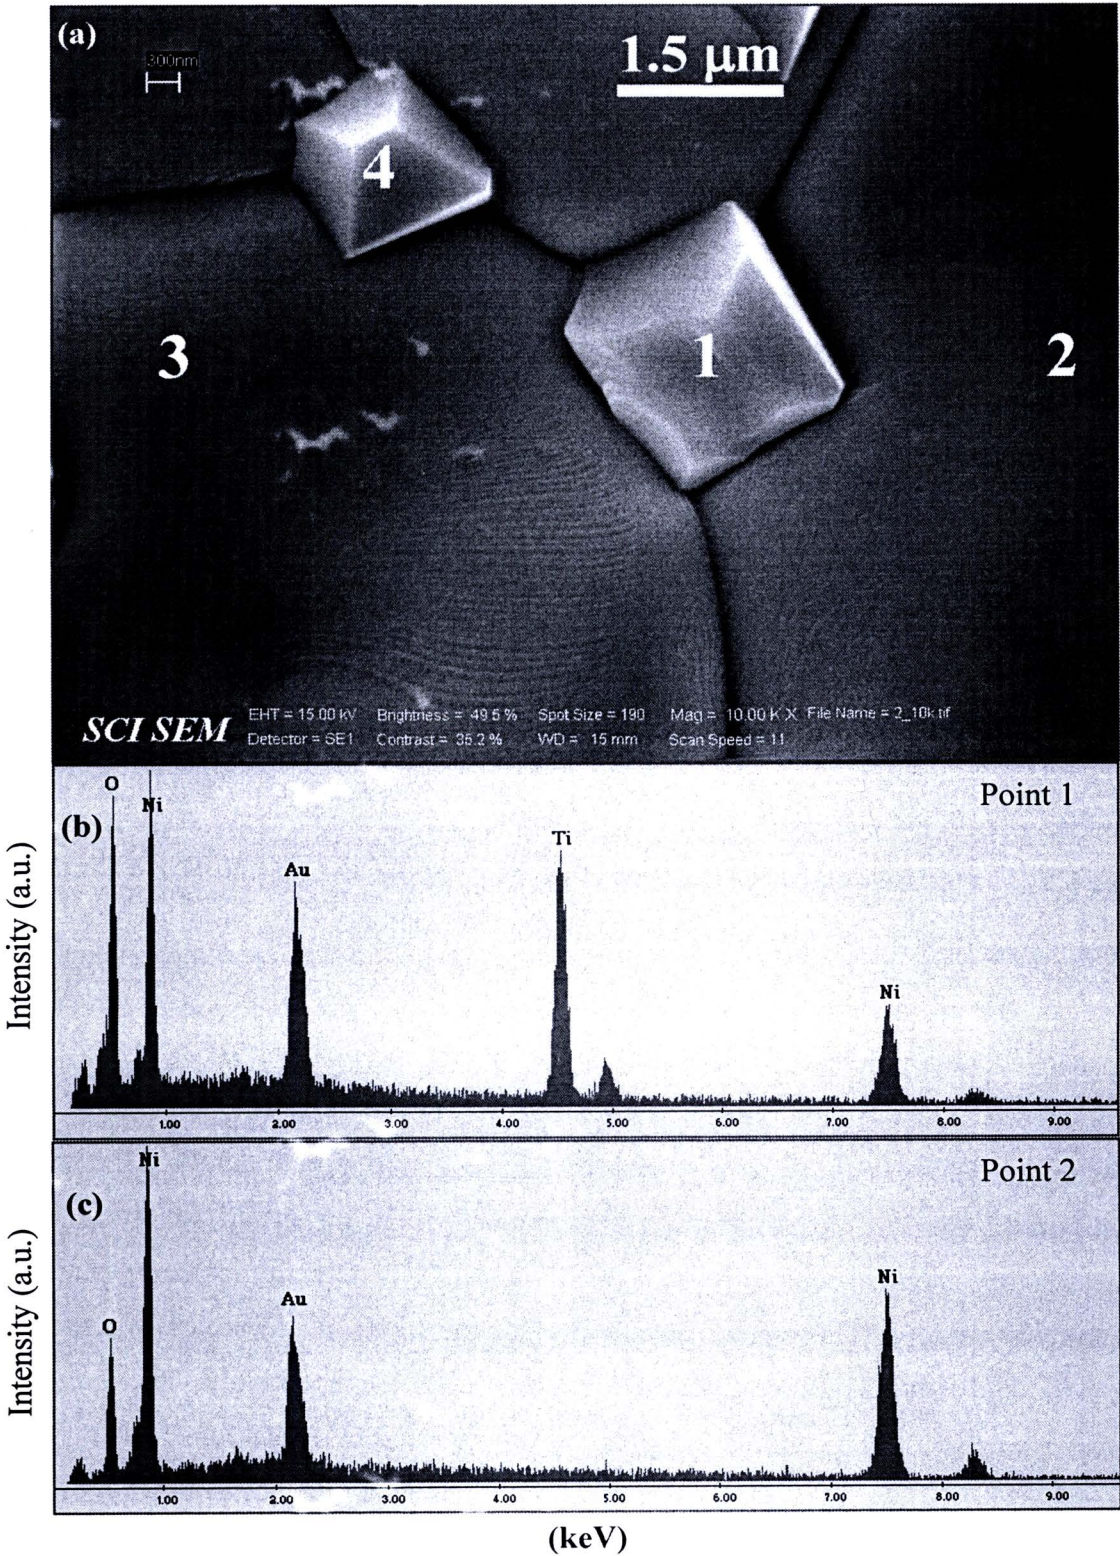 (a)
300nm
1.5 µm
4
3
1
2
SCI SEM
EHT = 15.00 kV Brightness = 49.5 % Spot Size = 190 Mag = 10.00 K X File Name = 2_10k.tif
Detector = SE1 Contrast = 35.2 % WD = 15 mm Scan Speed = 11
(b)
Point 1
Intensity (a.u.)
O
Ni
Au
Ti
Ni
1.00 2.00 3.00 4.00 5.00 6.00 7.00 8.00 9.00
(c)
Point 2
Intensity (a.u.)
Ni
O
Au
Ni
1.00 2.00 3.00 4.00 5.00 6.00 7.00 8.00 9.00
(keV)